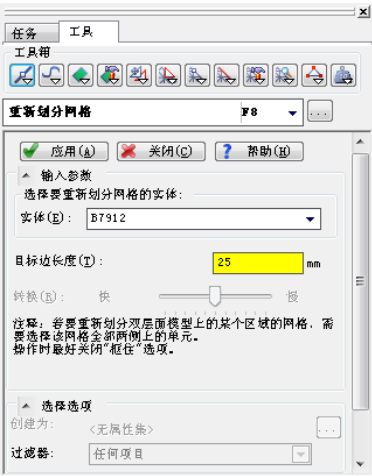 任务 工具
工具箱
重新划分网格 F8 ...
应用(A) 关闭(C) ? 帮助(H)
输入参数
选择要重新划分网格的实体:
实体(E): B7912
目标边长度(T): 25 mm
转换(R): 快 慢
注释: 若要重新划分双层面模型上的某个区域的网格, 需
要选择该网格全部两侧上的单元。
操作时最好关闭“框住”选项。
选择选项
创建为: <无属性集> ...
过滤器: 任何项目